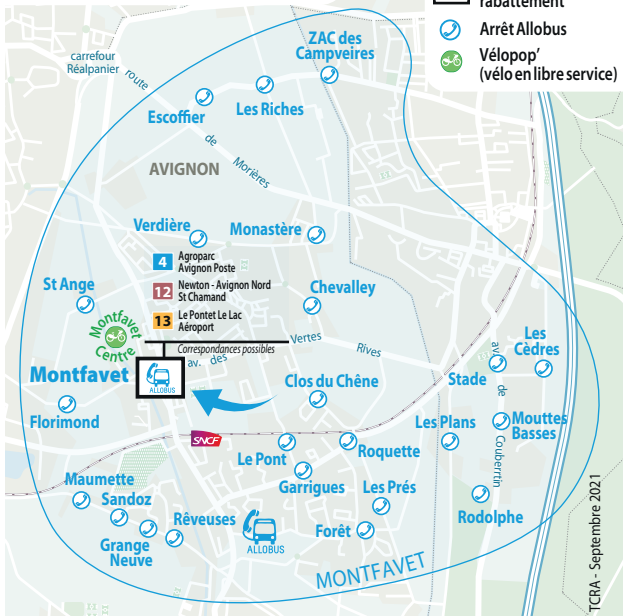 rabattement
Arrêt Allobus
Vélopop'
(vélo en libre service)
carrefour
Réalpanier
route
de
Morières
ZAC des
Campveires
Escoffier
Les Riches
AVIGNON
Verdière
Monastère
4 Agroparc
Avignon Poste
12 Newton - Avignon Nord
St Chamand
13 Le Pontet Le Lac
Aéroport
Correspondances possibles
St Ange
Chevalley
Montfavet
Centre
av. des
Vertes
Rives
Les
Cèdres
Montfavet
ALLOBUS
Clos du Chêne
Stade
av.
de
Coubertin
Florimond
SNCF
Les Plans
Mouttes
Basses
Le Pont
Roquette
Garrigues
Maumette
Sandoz
Les Prés
Rodolphe
Rêveuses
Grange
Neuve
ALLOBUS
Forêt
MONTFAVET
TCRA - Septembre 2021